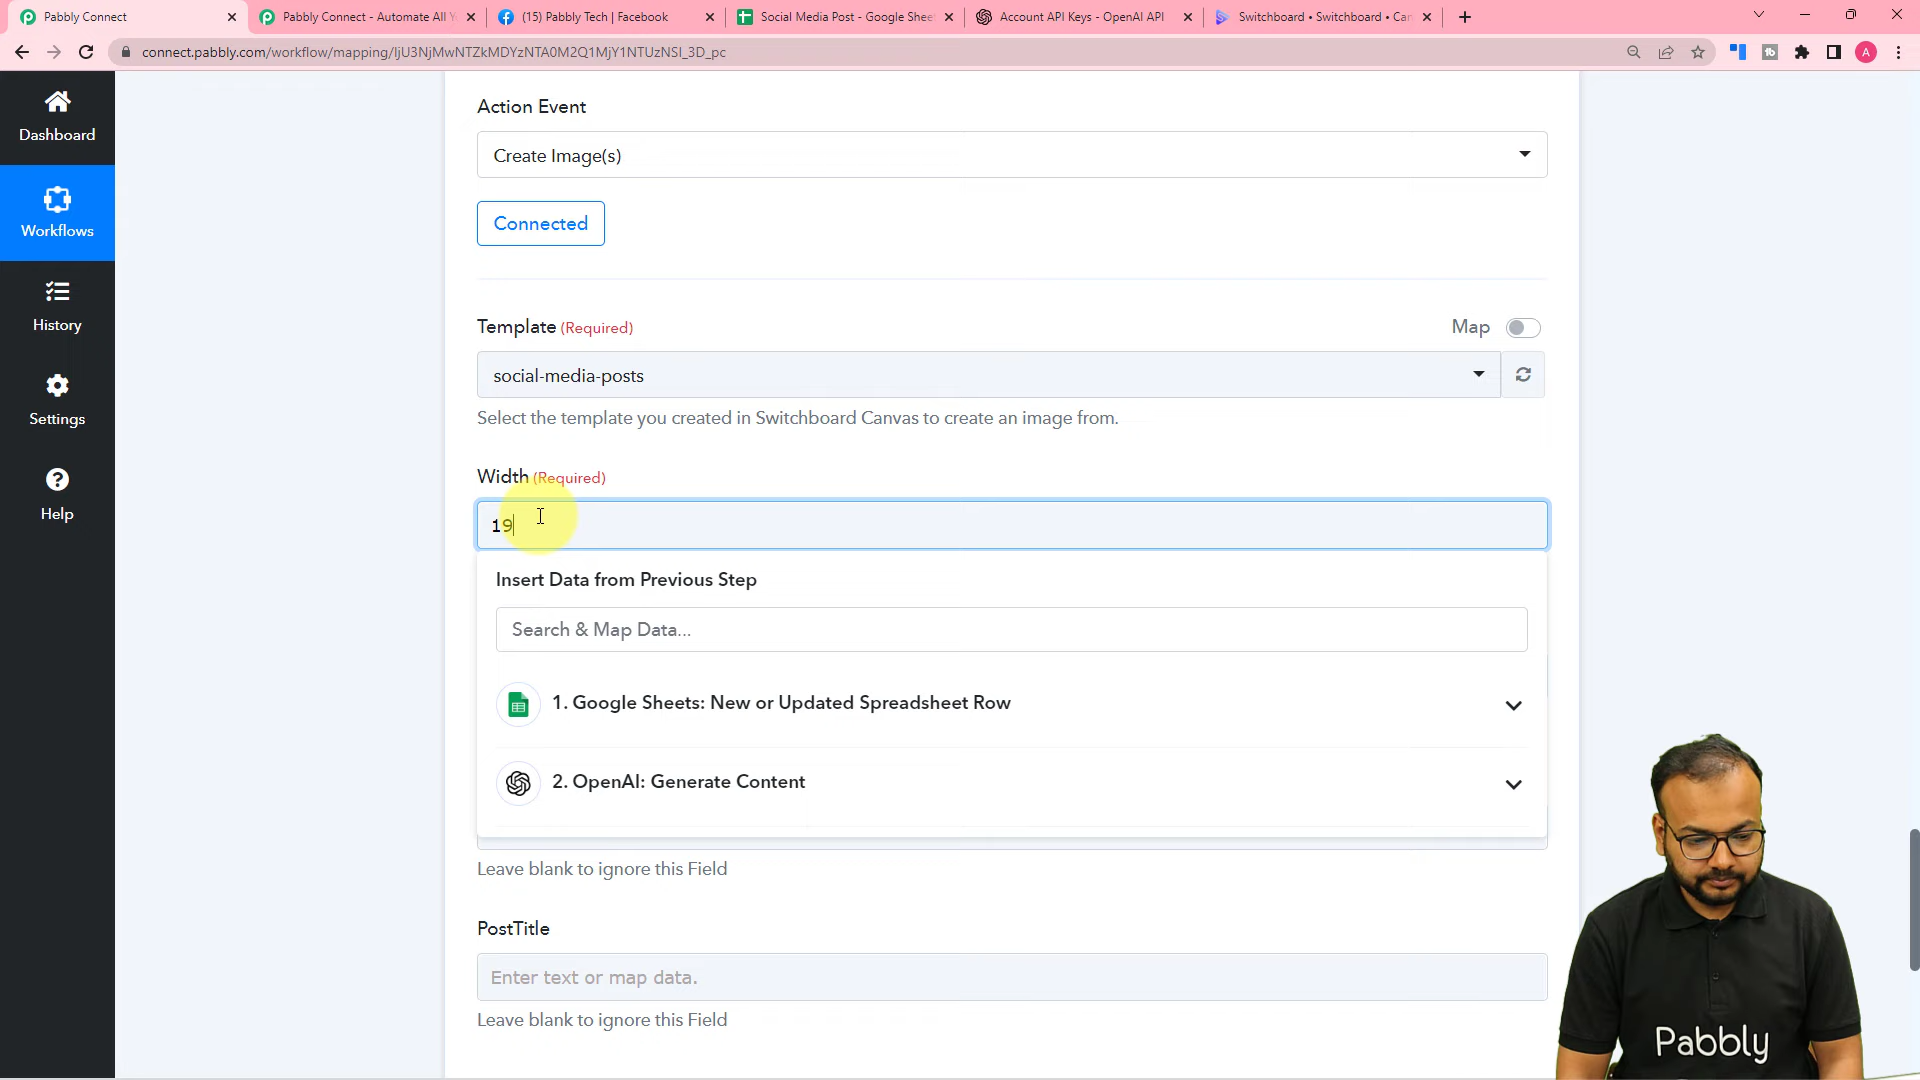 Pabbly Connect
Pabbly Connect - Automate All Y
(15) Pabbly Tech | Facebook
Social Media Post - Google Shee
Account API Keys - OpenAI API
Switchboard • Switchboard • Can
connect.pabbly.com/workflow/mapping/IjU3NjMwNTZkMDYzNTA0M2Q1MjY1NTUzNSI_3D_pc
A
Dashboard
Workflows
History
Settings
Help
Action Event
Create Image(s)
Connected
Template (Required)
Map
social-media-posts
Select the template you created in Switchboard Canvas to create an image from.
Width (Required)
19
Insert Data from Previous Step
Search & Map Data...
1. Google Sheets: New or Updated Spreadsheet Row
2. OpenAI: Generate Content
Leave blank to ignore this Field
PostTitle
Enter text or map data.
Leave blank to ignore this Field
Pabbly